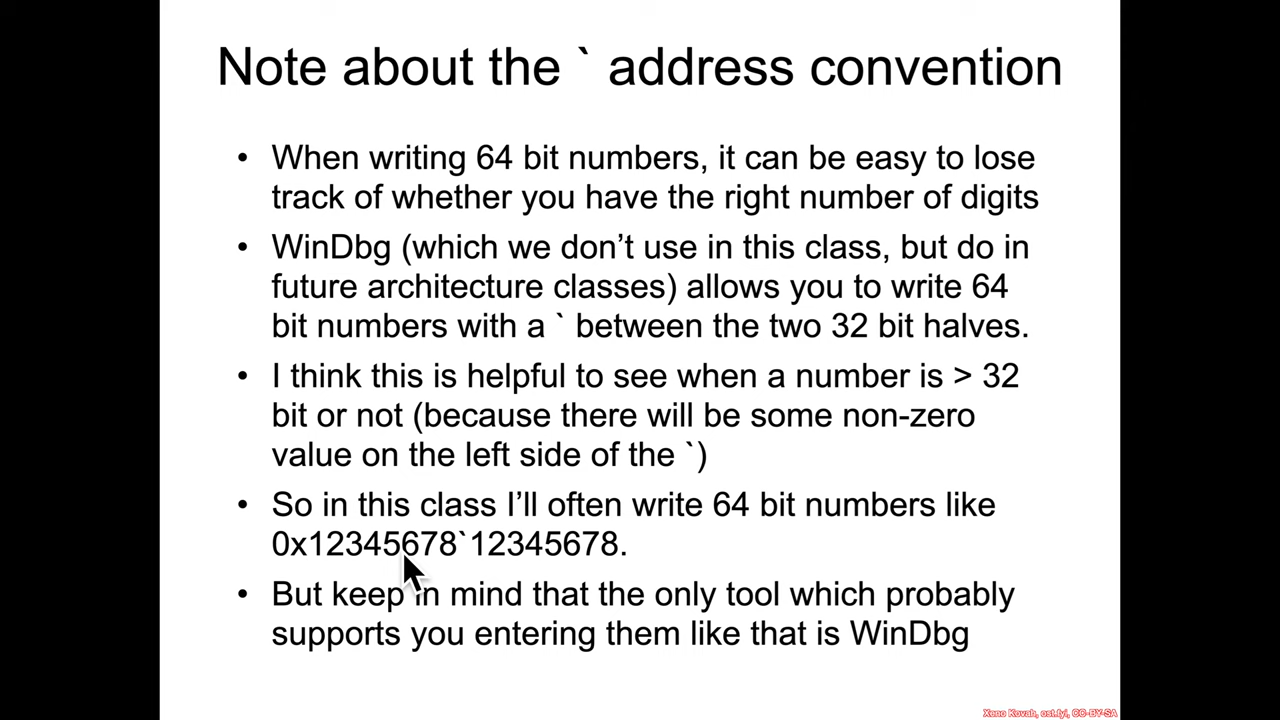 Note about the ` address convention
• When writing 64 bit numbers, it can be easy to lose
track of whether you have the right number of digits
• WinDbg (which we don’t use in this class, but do in
future architecture classes) allows you to write 64
bit numbers with a ` between the two 32 bit halves.
• I think this is helpful to see when a number is > 32
bit or not (because there will be some non-zero
value on the left side of the `)
• So in this class I’ll often write 64 bit numbers like
0x12345678`12345678.
• But keep in mind that the only tool which probably
supports you entering them like that is WinDbg
Xeno Kovah, ost.fyi, CC-BY-SA